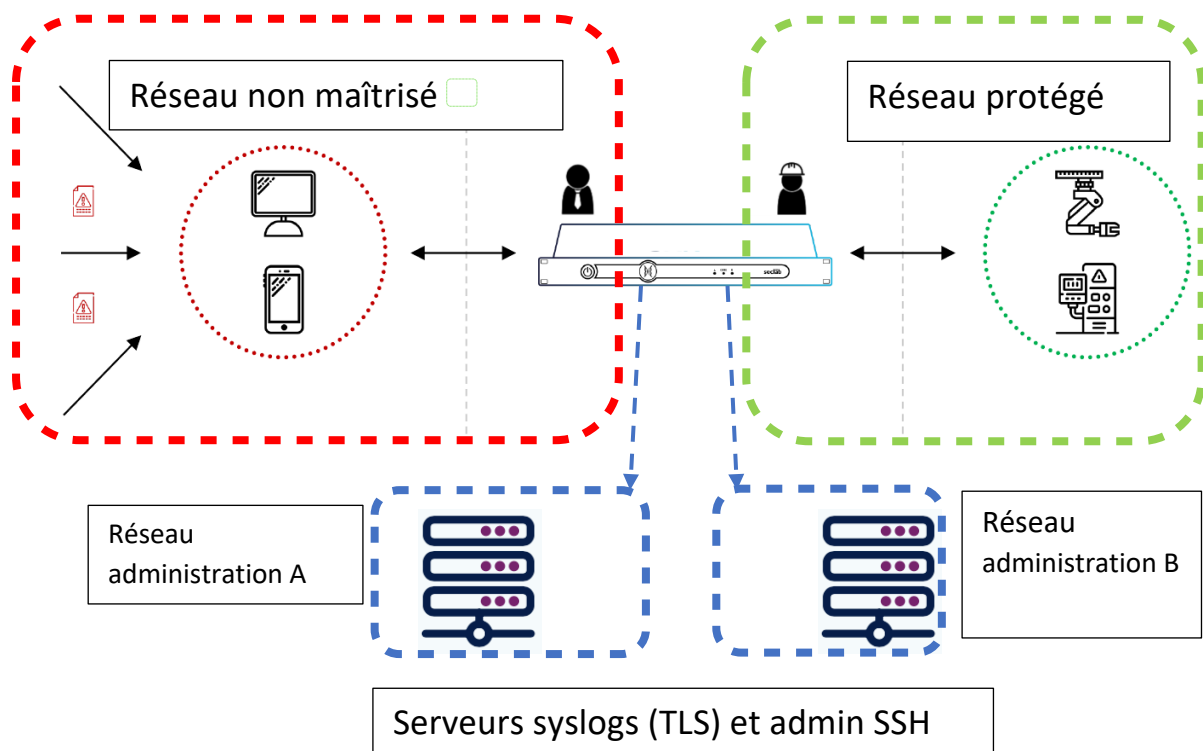 Réseau non maîtrisé
Réseau protégé
seclab
Réseau
administration A
Réseau
administration B
Serveurs syslogs (TLS) et admin SSH